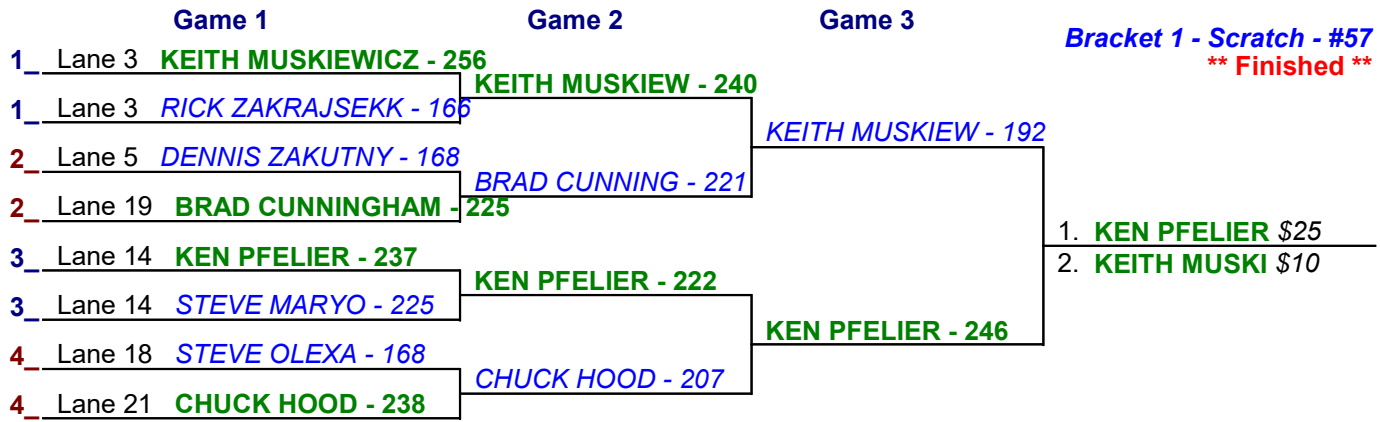 Game 1 Game 2 Game 3
Bracket 1 - Scratch - #57
** Finished **
1_ Lane 3 KEITH MUSKIEWICZ - 256
KEITH MUSKIEW - 240
1_ Lane 3 RICK ZAKRAJSEKK - 166
KEITH MUSKIEW - 192
2_ Lane 5 DENNIS ZAKUTNY - 168
BRAD CUNNING - 221
2_ Lane 19 BRAD CUNNINGHAM - 225
1. KEN PFELIER $25
3_ Lane 14 KEN PFELIER - 237
2. KEITH MUSKI $10
KEN PFELIER - 222
3_ Lane 14 STEVE MARYO - 225
KEN PFELIER - 246
4_ Lane 18 STEVE OLEXA - 168
CHUCK HOOD - 207
4_ Lane 21 CHUCK HOOD - 238